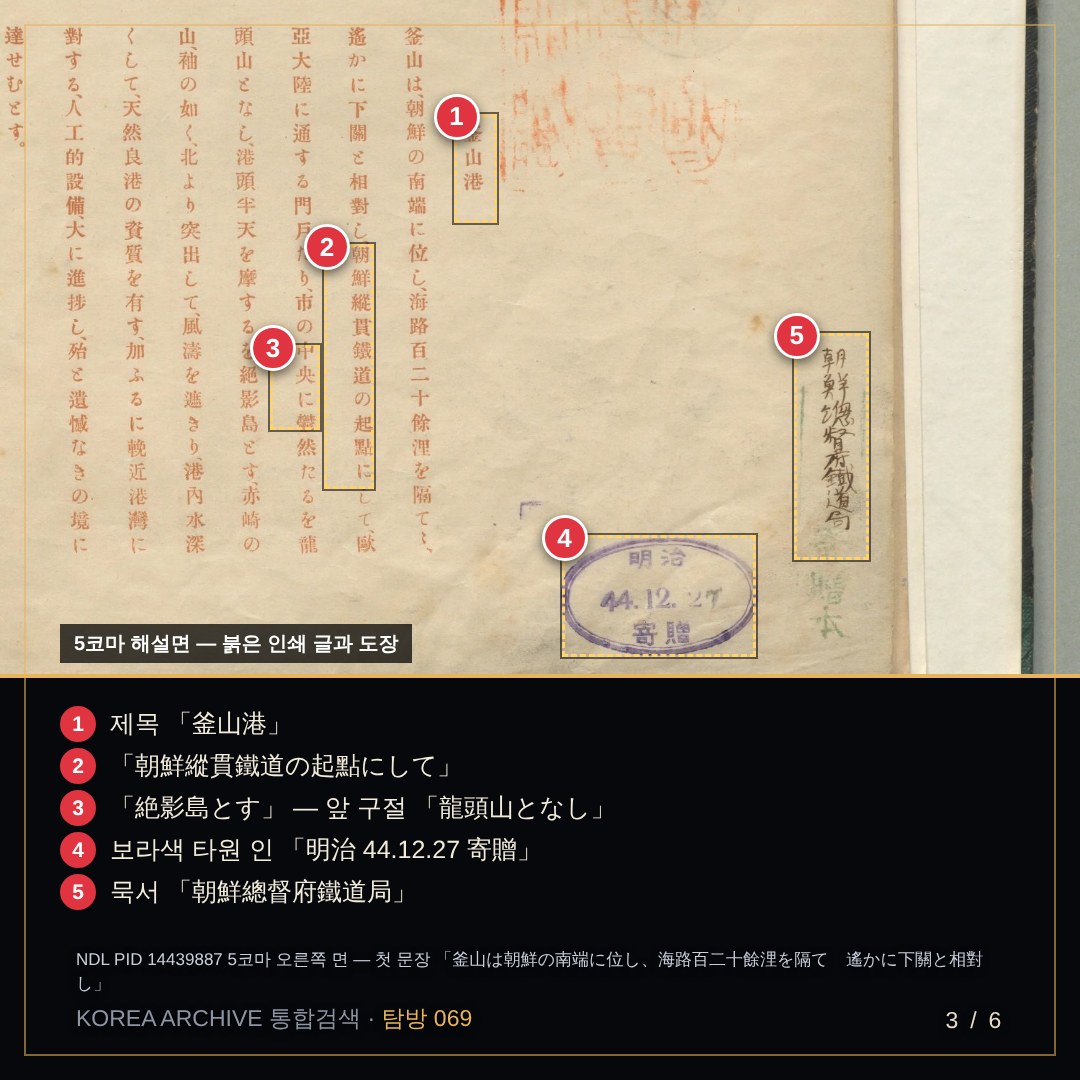 釜山港
釜山は、朝鮮の南端に位し、海路百二十餘浬を隔て、
遙かに下關と相對し、朝鮮縱貫鐵道の起點にして、歐
亞大陸に通する門戶たり、市の中央に鬱然たるを龍
頭山となし、港頭半天を摩するを絕影島とす、赤崎の
山、袖の如く、北より突出して、風濤を遮きり、港內水深
くして、天然良港の資質を有す、加ふるに輓近港灣に
對する、人工的設備、大に進捗し、殆と遺憾なきの境に
達せむとす。
朝鮮總督府鐵道局
贈本
明治
44.12.27
寄贈
1
2
3
4
5
5코마 해설면 — 붉은 인쇄 글과 도장
1 제목 「釜山港」
2 「朝鮮縱貫鐵道の起點にして」
3 「絶影島とす」 — 앞 구절 「龍頭山となし」
4 보라색 타원 인 「明治 44.12.27 寄贈」
5 묵서 「朝鮮總督府鐵道局」
NDL PID 14439887 5코마 오른쪽 면 — 첫 문장 「釜山は朝鮮の南端に位し、海路百二十餘浬を隔て　遙かに下關と相對
し」
KOREA ARCHIVE 통합검색 · 탐방 069
3 / 6